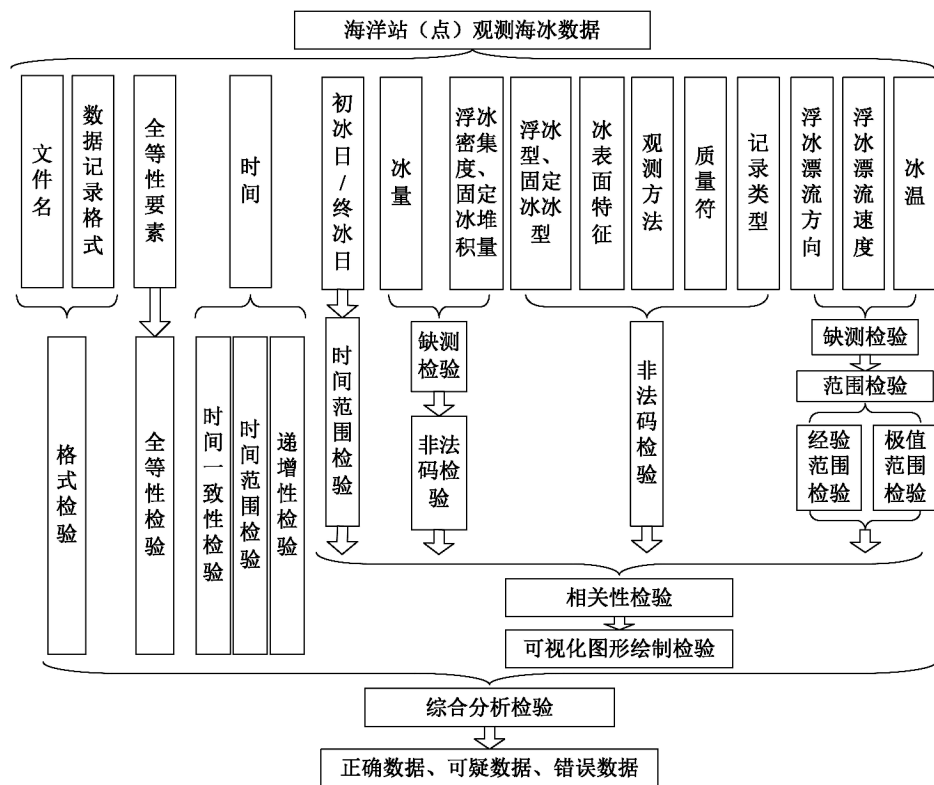 海洋站（点）观测海冰数据
文件名
数据记录格式
全等性要素
时间
初冰日/终冰日
冰量
浮冰集
密度、
固定
冰堆
积量
浮冰
型、
固定
冰冰
型
冰表面特征
观测方法
质量符
记录类型
浮冰漂流方向
浮冰漂流速度
冰温
格式检验
全等性检验
时间一致性检验
时间范围检验
递增性检验
时间范围检验
缺测
检验
非法
码检
验
非法码检验
缺测检验
范围检验
经验
范围
检验
极值
范围
检验
相关性检验
可视化图形绘制检验
综合分析检验
正确数据、可疑数据、错误数据